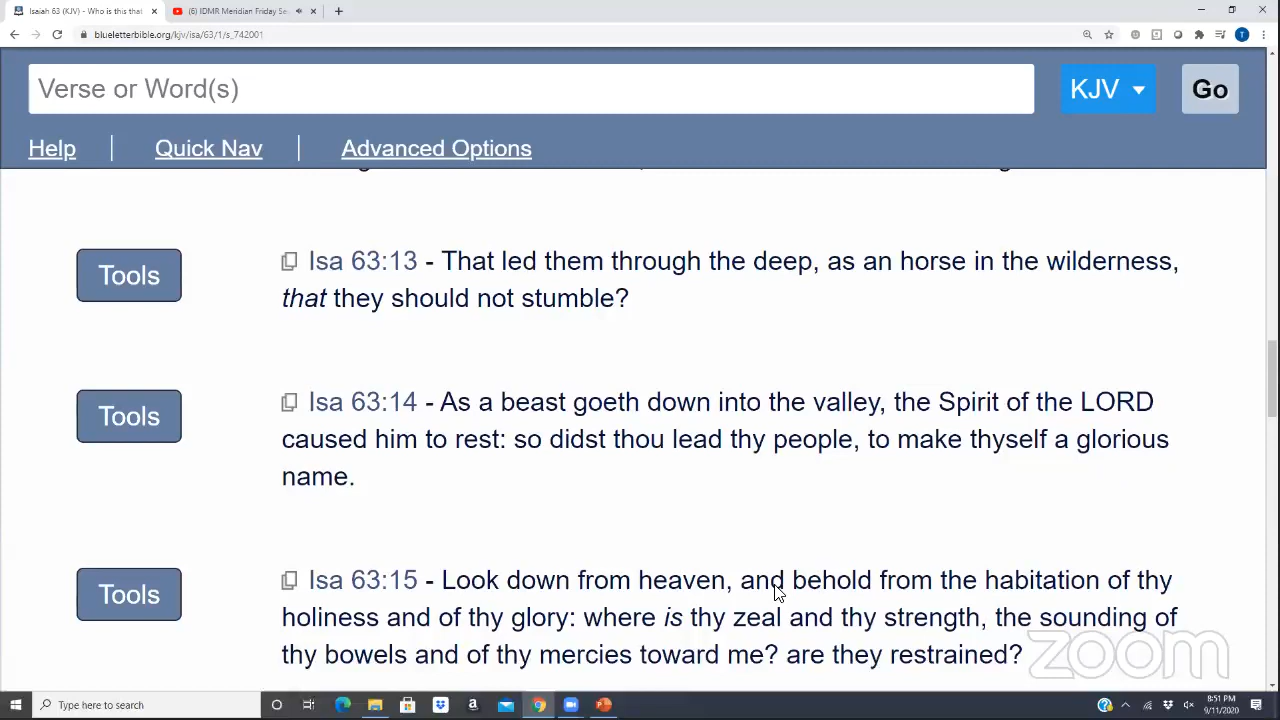 Isaiah 63 (KJV) - Who is this that
(6) IDMR Meridian Friday Se
blueletterbible.org/kjv/isa/63/1/s_742001
T
Verse or Word(s)
KJV
Go
Help
Quick Nav
Advanced Options
Tools
Isa 63:13 - That led them through the deep, as an horse in the wilderness,
that they should not stumble?
Tools
Isa 63:14 - As a beast goeth down into the valley, the Spirit of the LORD
caused him to rest: so didst thou lead thy people, to make thyself a glorious
name.
Tools
Isa 63:15 - Look down from heaven, and behold from the habitation of thy
holiness and of thy glory: where is thy zeal and thy strength, the sounding of
thy bowels and of thy mercies toward me? are they restrained?
zoom
Type here to search
8:51 PM
9/11/2020